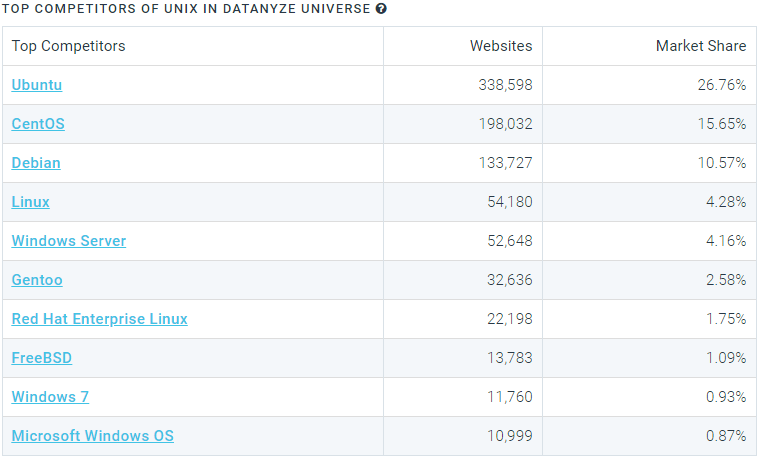 TOP COMPETITORS OF UNIX IN DATANYZE UNIVERSE ?
Top Competitors Websites Market Share
Ubuntu 338,598 26.76%
CentOS 198,032 15.65%
Debian 133,727 10.57%
Linux 54,180 4.28%
Windows Server 52,648 4.16%
Gentoo 32,636 2.58%
Red Hat Enterprise Linux 22,198 1.75%
FreeBSD 13,783 1.09%
Windows 7 11,760 0.93%
Microsoft Windows OS 10,999 0.87%